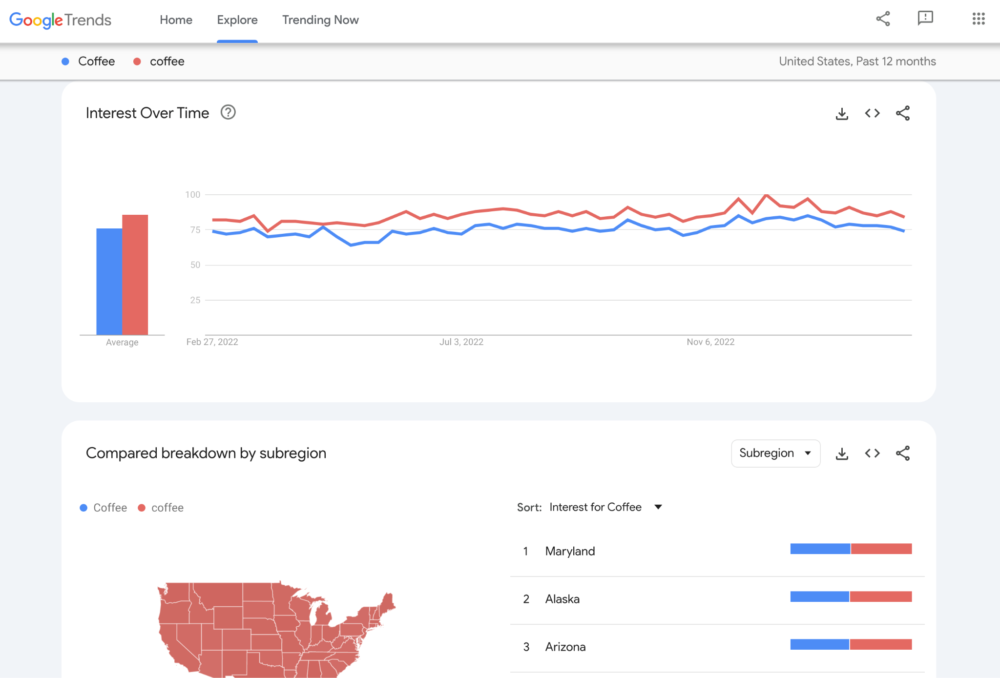 Google Trends Home Explore Trending Now
Coffee coffee United States, Past 12 months
Interest Over Time
100
75
50
25
Average Feb 27, 2022 Jul 3, 2022 Nov 6, 2022
Compared breakdown by subregion Subregion
Coffee coffee Sort: Interest for Coffee
1 Maryland
2 Alaska
3 Arizona